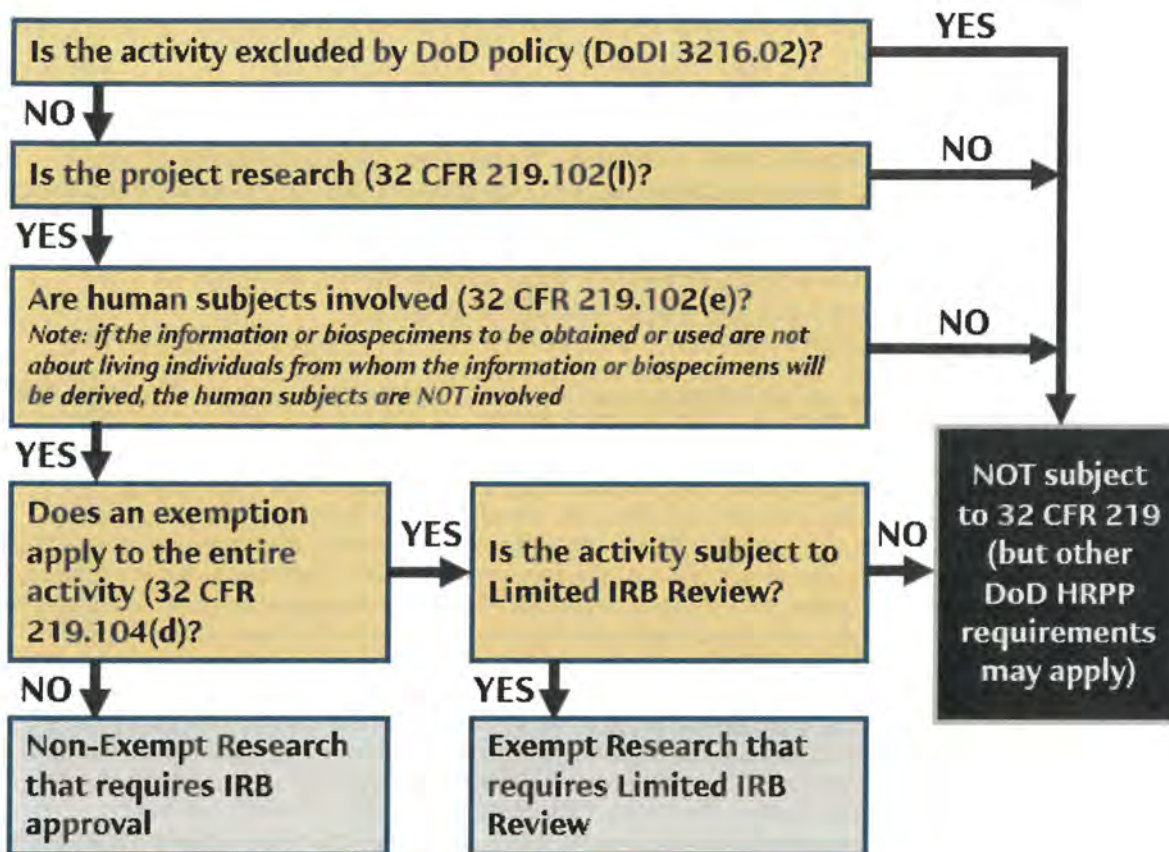 YES
Is the activity excluded by DoD policy (DoDI 3216.02)?
NO
Is the project research (32 CFR 219.102(l)?
NO
YES
Are human subjects involved (32 CFR 219.102(e)?
Note: if the information or biospecimens to be obtained or used are not
about living individuals from whom the information or biospecimens will
be derived, the human subjects are NOT involved
NO
YES
Does an exemption
apply to the entire
activity (32 CFR
219.104(d)?
YES
Is the activity subject to
Limited IRB Review?
NO
NOT subject
to 32 CFR 219
(but other
DoD HRPP
requirements
may apply)
NO
Non-Exempt Research
that requires IRB
approval
YES
Exempt Research that
requires Limited IRB
Review